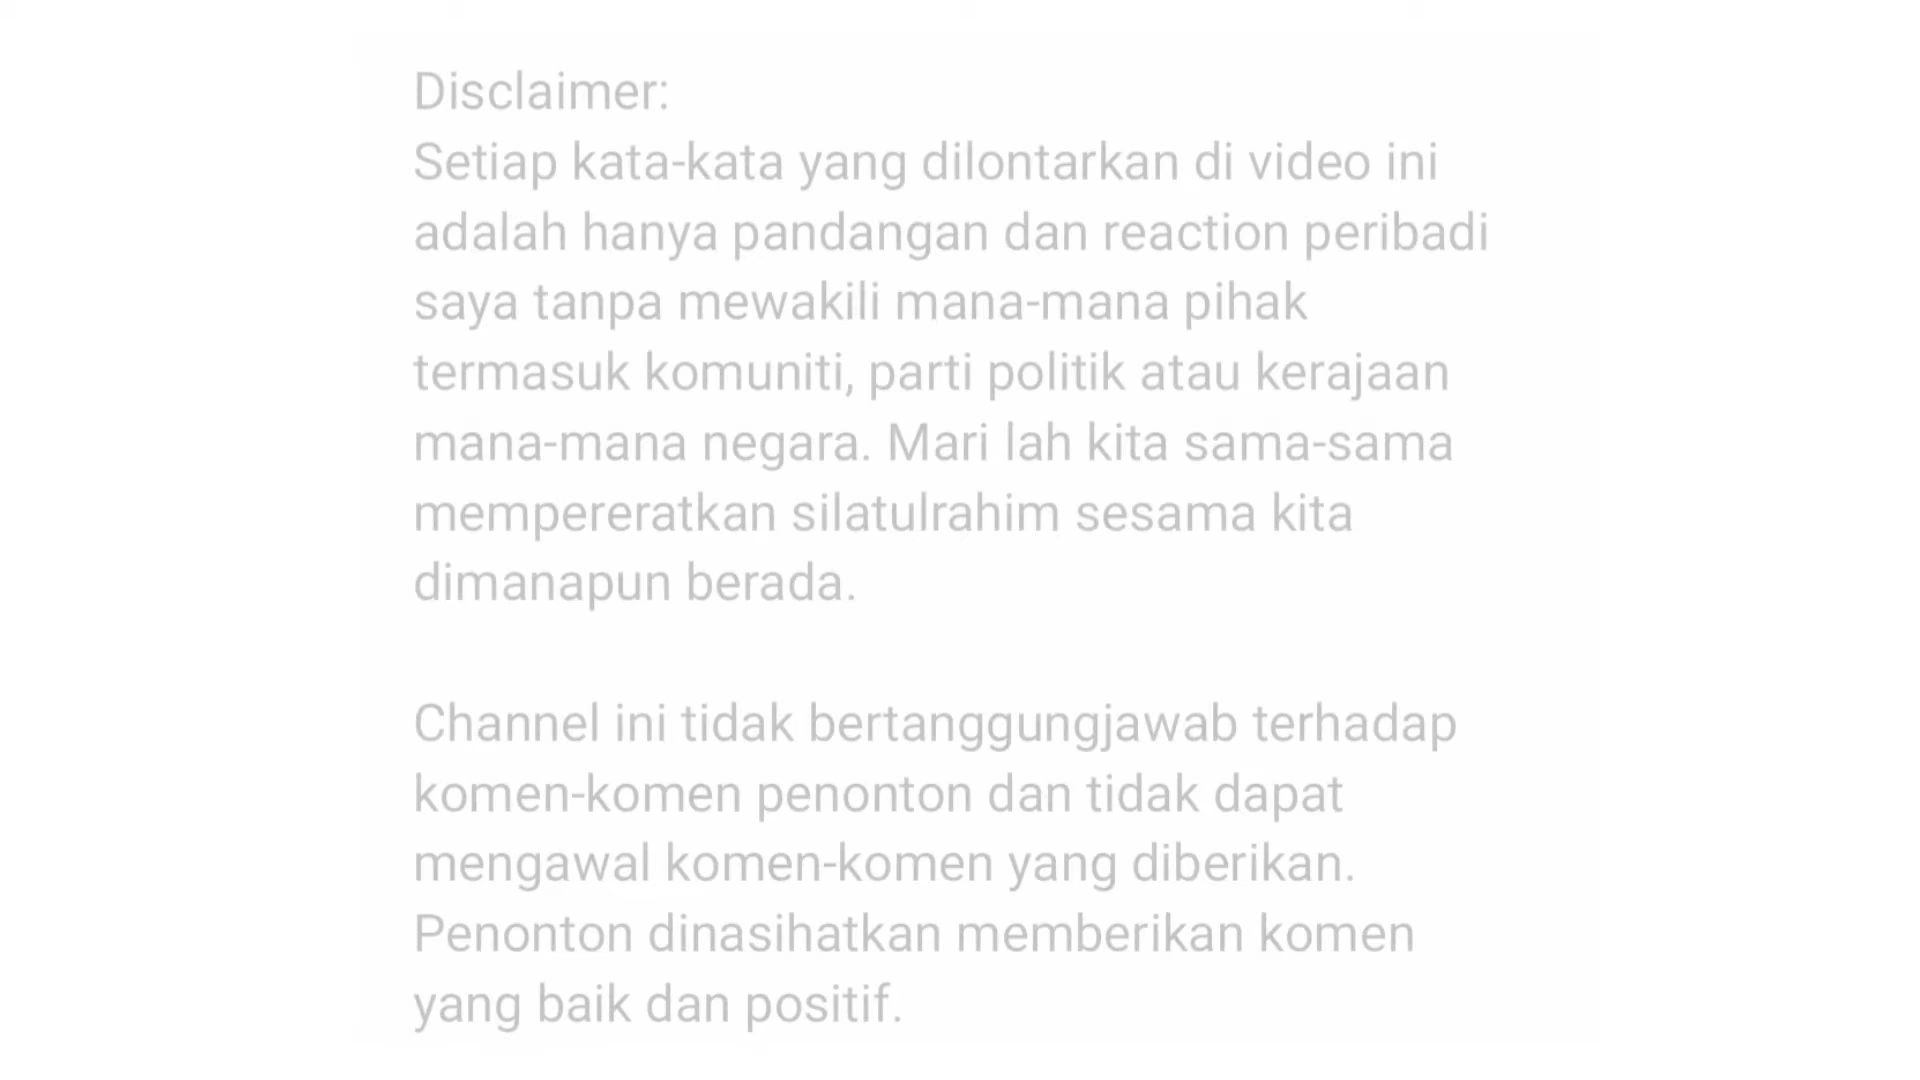 Disclaimer:
Setiap kata-kata yang dilontarkan di video ini
adalah hanya pandangan dan reaction peribadi
saya tanpa mewakili mana-mana pihak
termasuk komuniti, parti politik atau kerajaan
mana-mana negara. Mari lah kita sama-sama
mempereratkan silatulrahim sesama kita
dimanapun berada.
Channel ini tidak bertanggungjawab terhadap
komen-komen penonton dan tidak dapat
mengawal komen-komen yang diberikan.
Penonton dinasihatkan memberikan komen
yang baik dan positif.